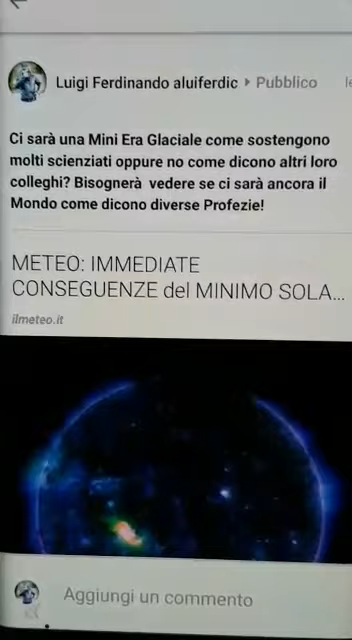 Luigi Ferdinando aluiferdic ▸ Pubblico
Ci sarà una Mini Era Glaciale come sostengono
molti scienziati oppure no come dicono altri loro
colleghi? Bisognerà vedere se ci sarà ancora il
Mondo come dicono diverse Profezie!
METEO: IMMEDIATE
CONSEGUENZE del MINIMO SOLA...
ilmeteo.it
Aggiungi un commento